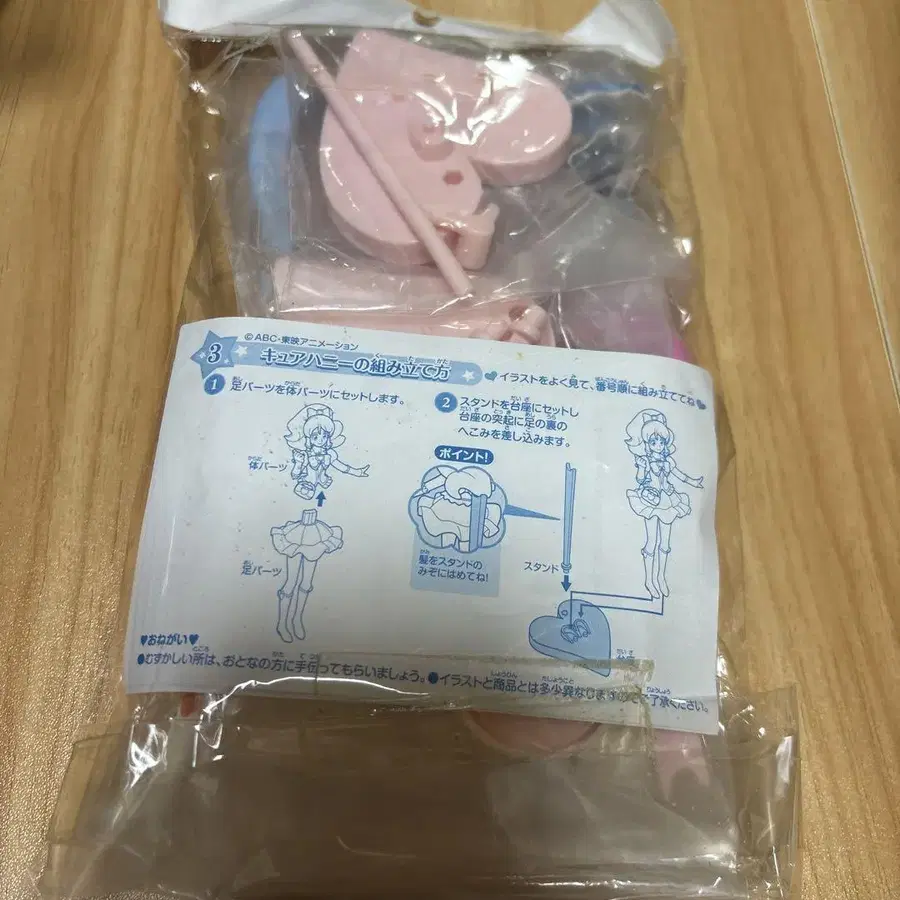 ©ABC・東映アニメーション
3 キュアハニーの組み立て方
♥イラストをよく見て、番号順に組み立ててね♥
1 足パーツを体パーツにセットします。
体パーツ
足パーツ
2 スタンドを台座にセットし
台座の突起に足の裏の
へこみを差し込みます。
ポイント!
髪をスタンドの
みぞにはめてね!
スタンド
台座
♥おねがい♥
●むずかしい所は、おとなの方に手伝ってもらいましょう。●イラストと商品とは多少異なります
了承ください。